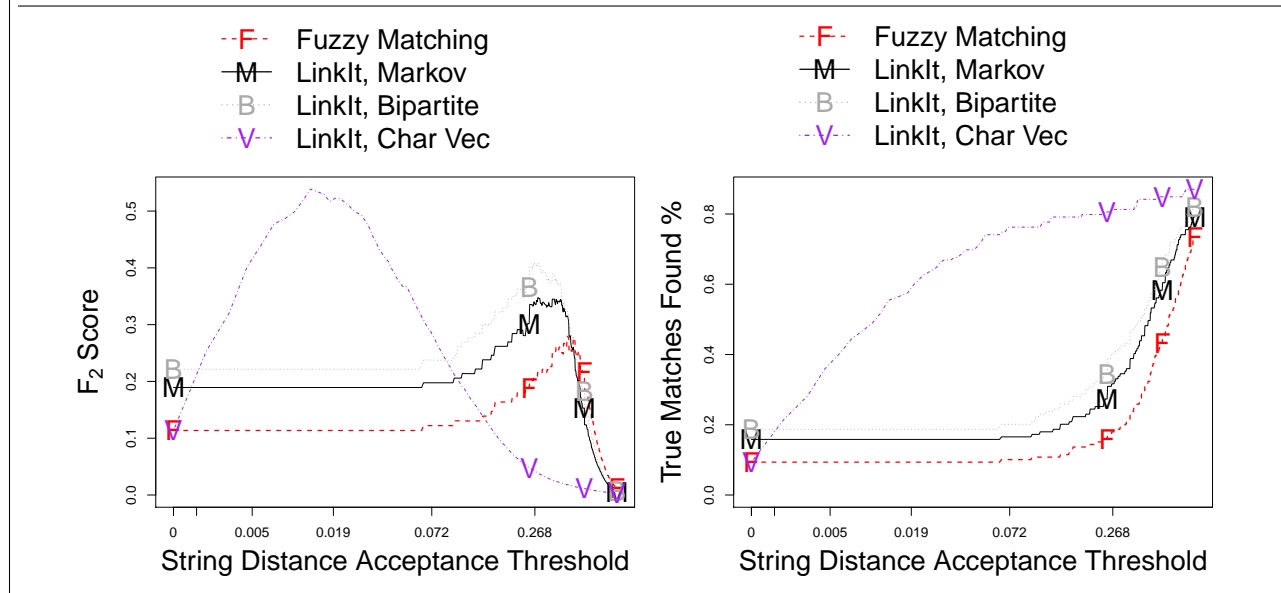 F Fuzzy Matching
M LinkIt, Markov
B LinkIt, Bipartite
V LinkIt, Char Vec
F₂ Score
0.0 0.1 0.2 0.3 0.4 0.5
B M F V B M F V F B M V F B M V
0 0.005 0.019 0.072 0.268
String Distance Acceptance Threshold
F Fuzzy Matching
M LinkIt, Markov
B LinkIt, Bipartite
V LinkIt, Char Vec
True Matches Found %
0.0 0.2 0.4 0.6 0.8
B M F V V B M F V B M F V B M F
0 0.005 0.019 0.072 0.268
String Distance Acceptance Threshold